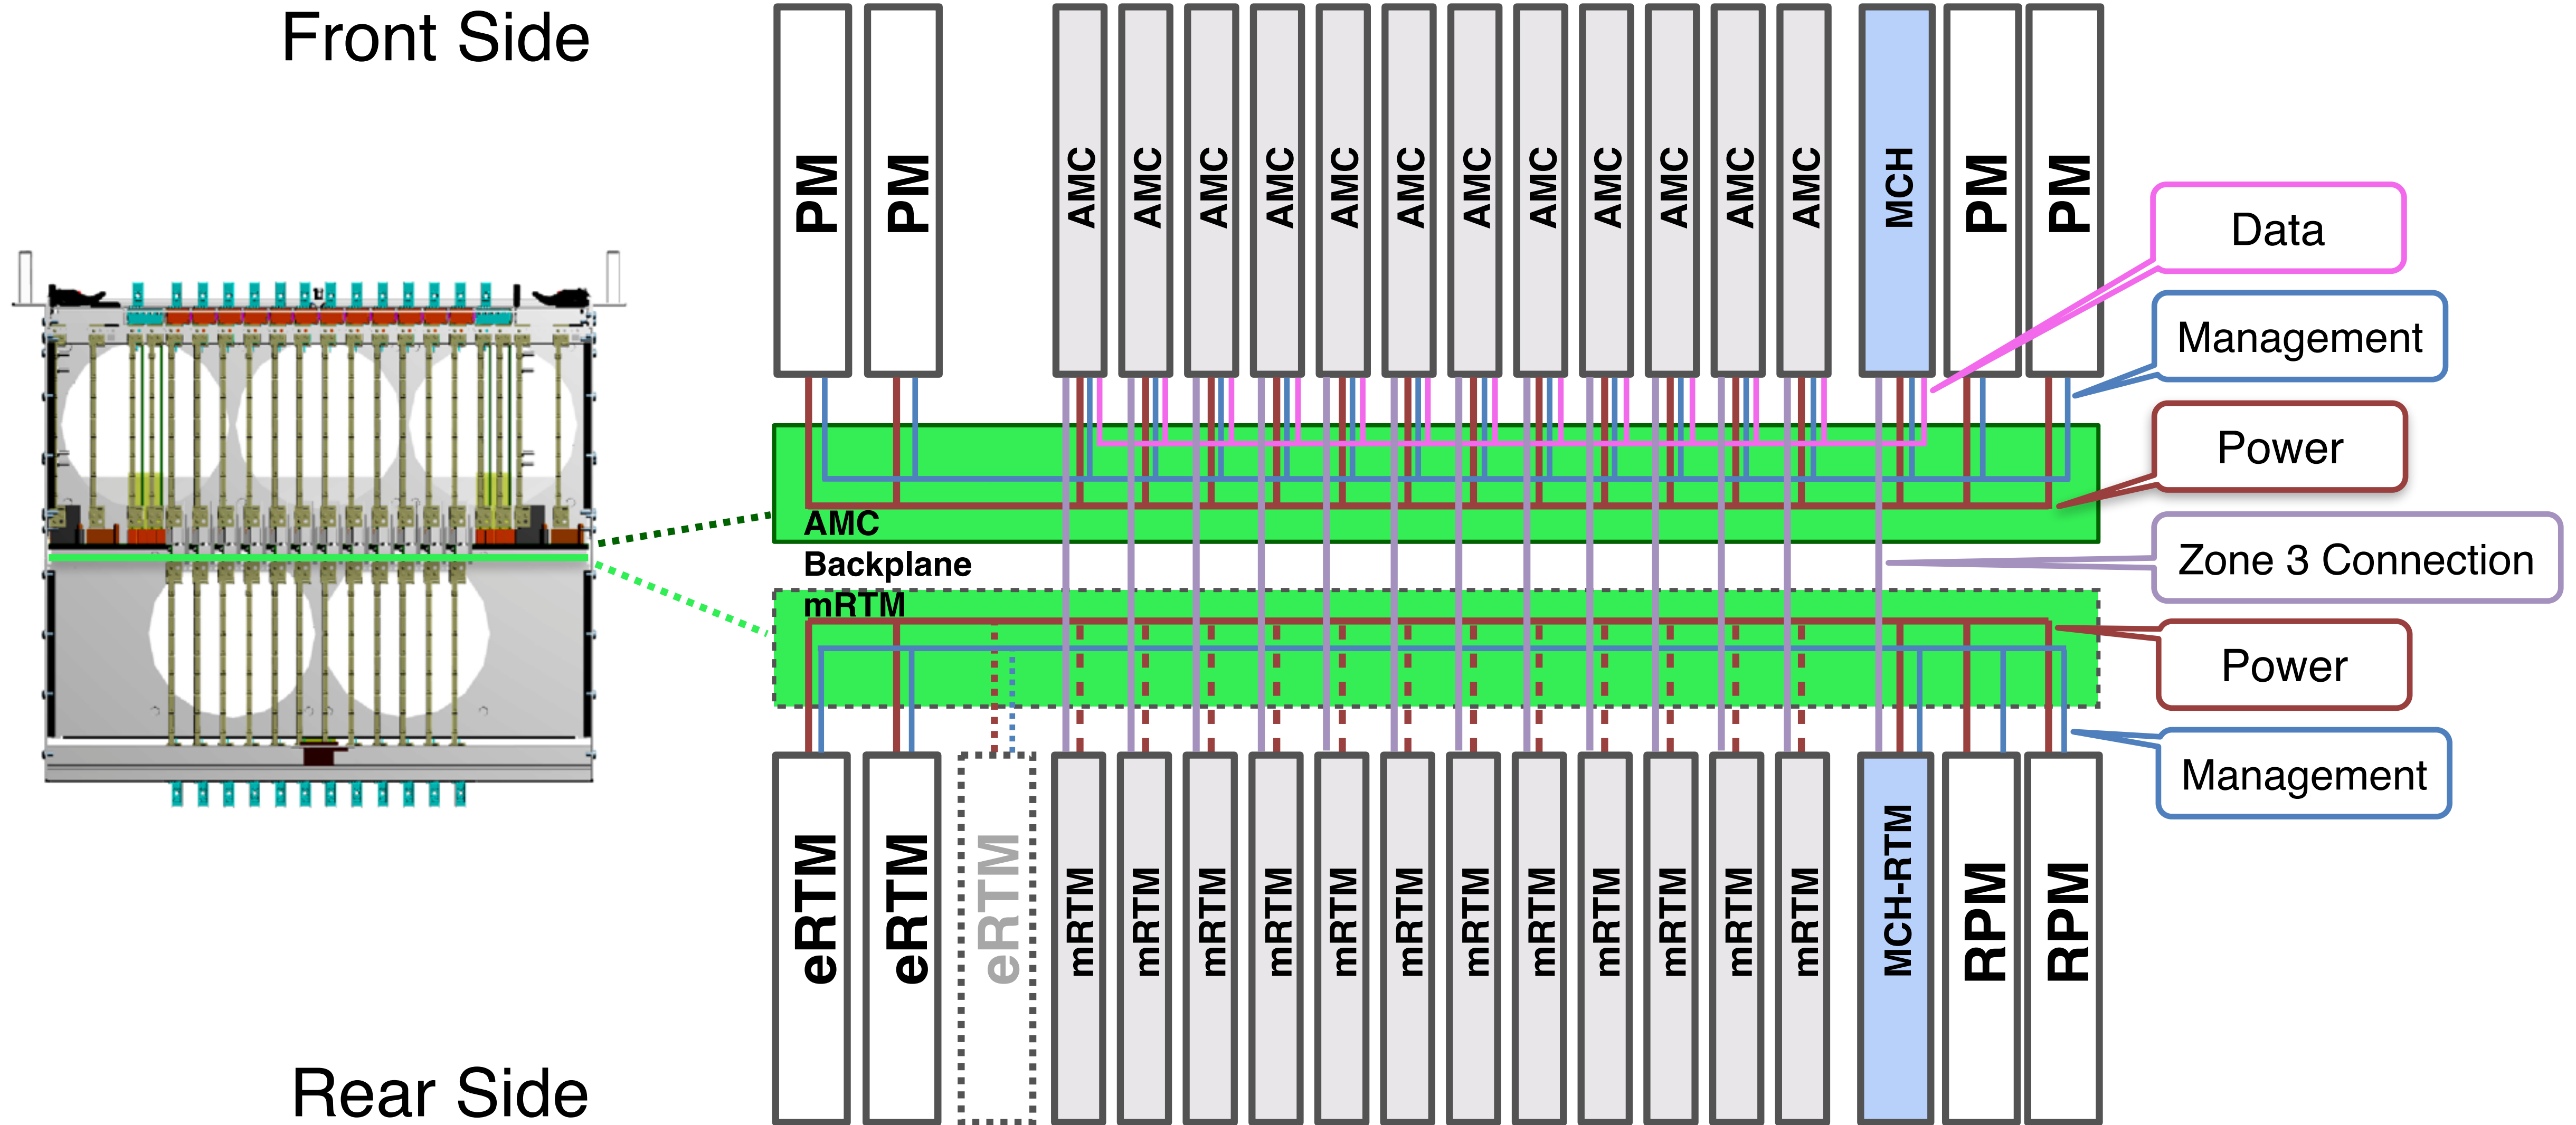 Front Side
PM
PM
AMC
AMC
AMC
AMC
AMC
AMC
AMC
AMC
AMC
AMC
AMC
AMC
MCH
PM
PM
Data
Management
Power
AMC
Backplane
Zone 3 Connection
mRTM
Power
Management
eRTM
eRTM
eRTM
mRTM
mRTM
mRTM
mRTM
mRTM
mRTM
mRTM
mRTM
mRTM
mRTM
mRTM
mRTM
MCH-RTM
RPM
RPM
Rear Side